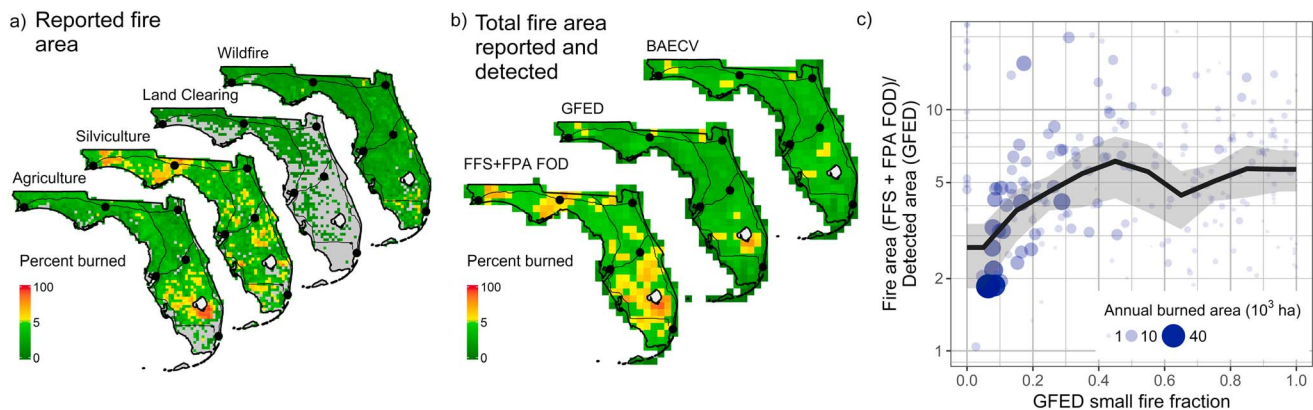 a) Reported fire
area
Wildfire
Land Clearing
Silviculture
Agriculture
Percent burned
100
5
0
100
5
0
b) Total fire area
reported and
detected
BAECV
GFED
FFS+FPA FOD
Percent burned
100
5
0
c)
Fire area (FFS + FPA FOD)/
Detected area (GFED)
10
5
2
1
Annual burned area (10³ ha)
1 10 40
0.0 0.2 0.4 0.6 0.8 1.0
GFED small fire fraction